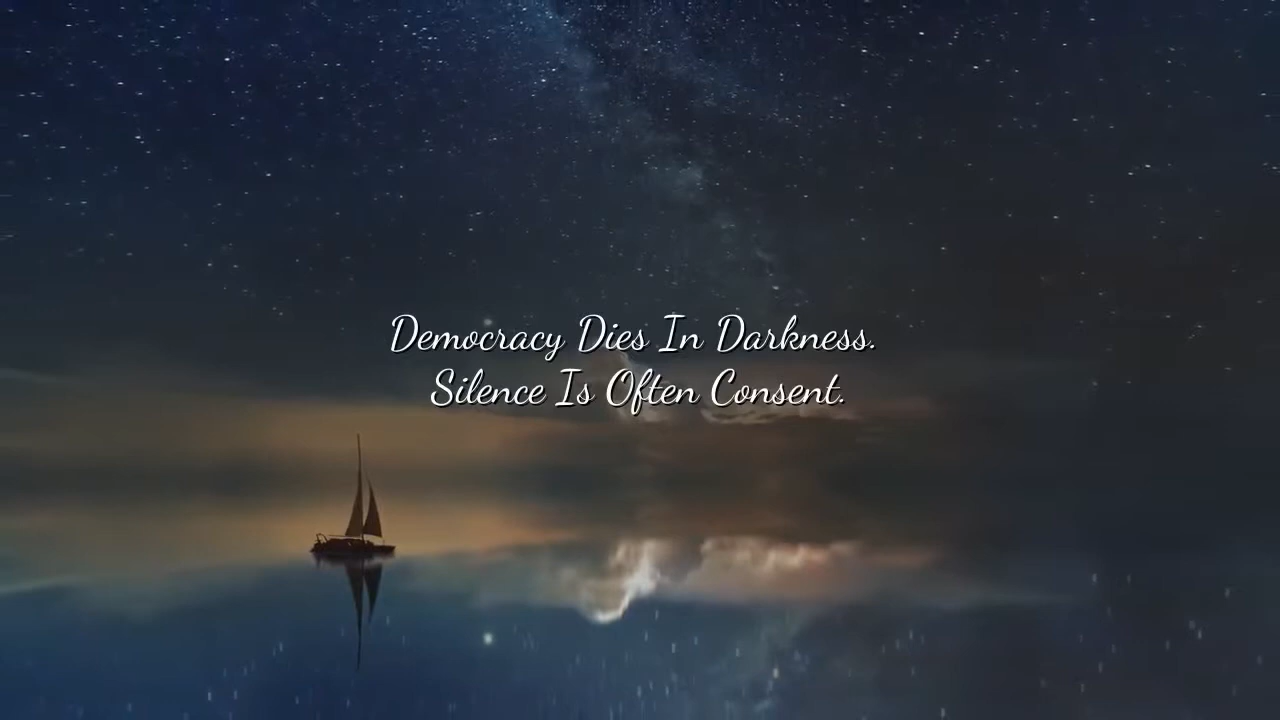 Democracy Dies In Darkness.
Silence Is Often Consent.